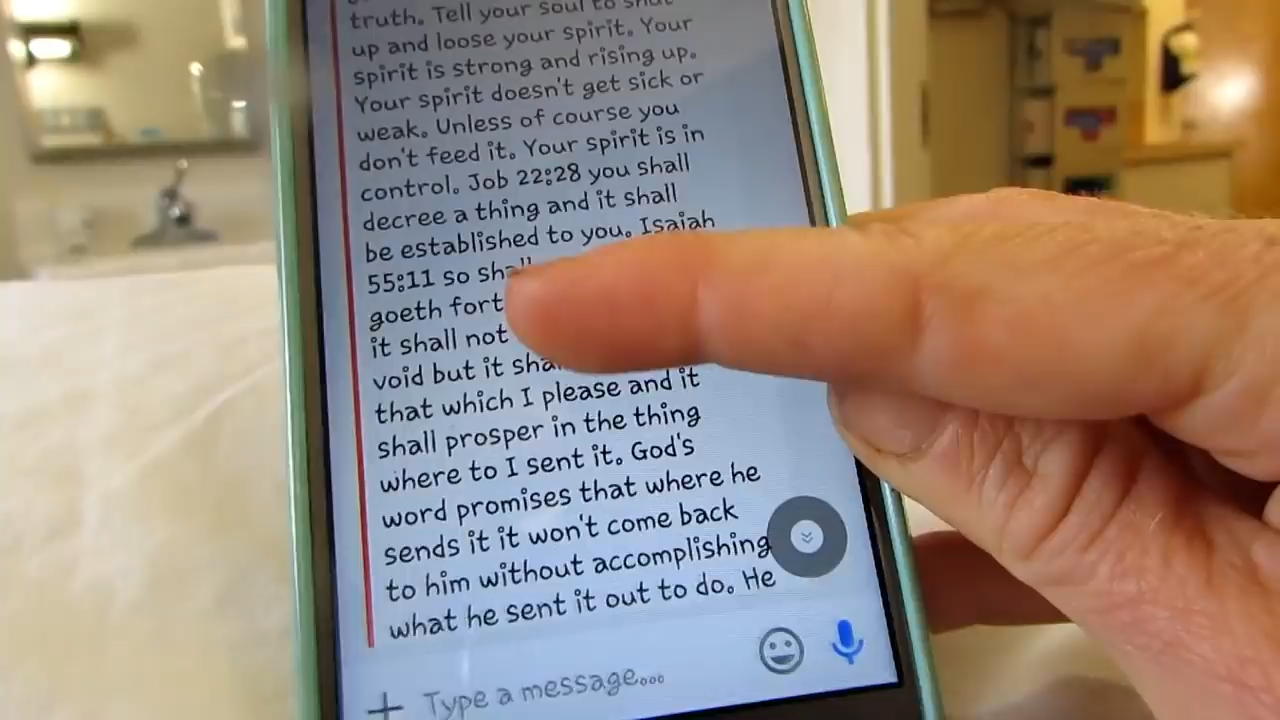 truth. Tell your soul to shut
up and loose your spirit. Your
spirit is strong and rising up.
Your spirit doesn't get sick or
weak. Unless of course you
don't feed it. Your spirit is in
control. Job 22:28 you shall
decree a thing and it shall
be established to you. Isaiah
55:11 so shall
goeth fort
it shall not
void but it
that which I please and it
shall prosper in the thing
where to I sent it. God's
word promises that where he
sends it it won't come back
to him without accomplishing
what he sent it out to do. He
Type a message...